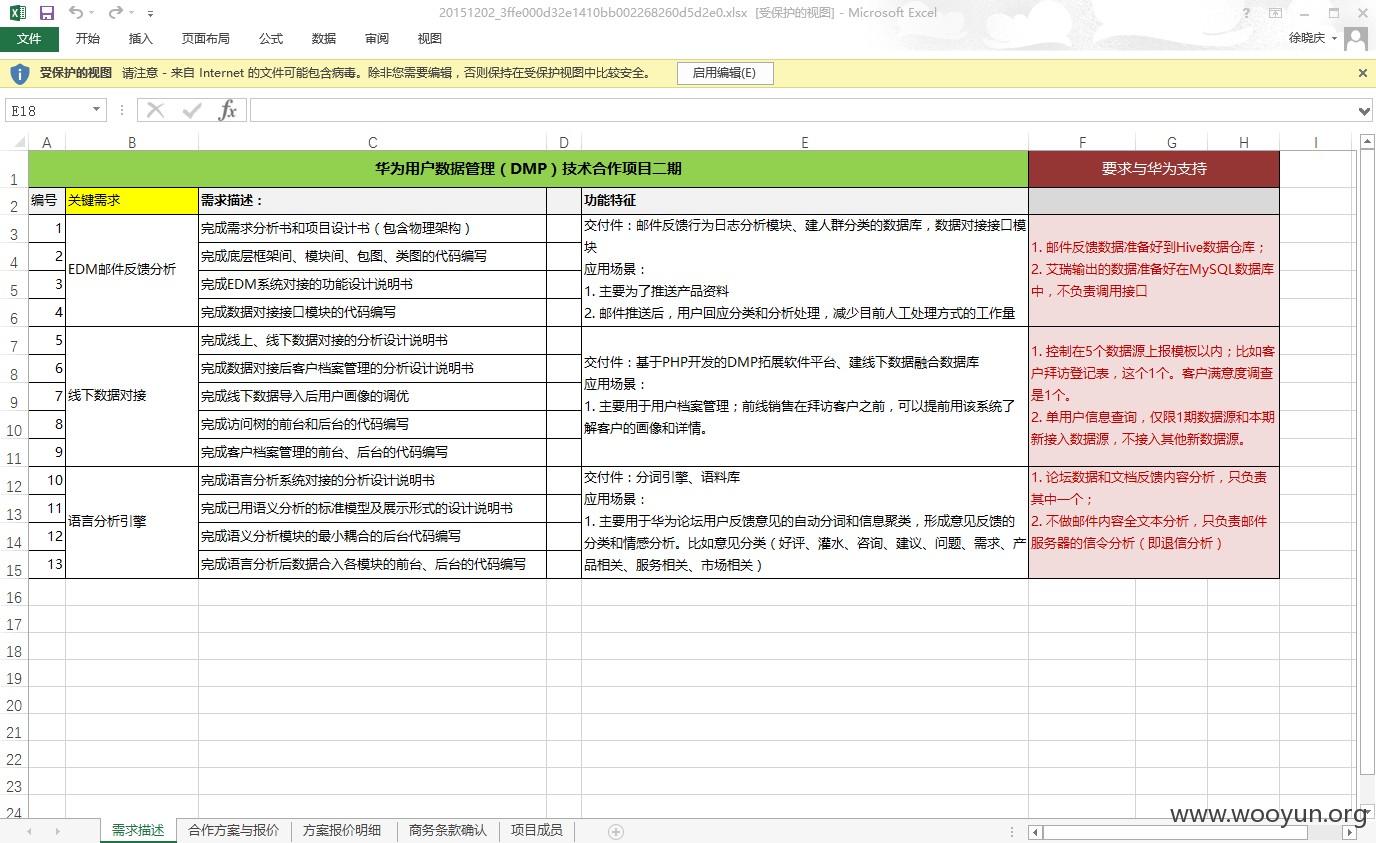 20151202_3ffe000d32e1410bb002268260d5d2e0.xlsx [受保护的视图] - Microsoft Excel
文件 开始 插入 页面布局 公式 数据 审阅 视图 徐晓庆
受保护的视图 请注意 - 来自 Internet 的文件可能包含病毒。除非您需要编辑，否则保持在受保护视图中比较安全。 启用编辑(E)
E18 fx
A B C D E F G H I
1 华为用户数据管理（DMP）技术合作项目二期 要求与华为支持
2 编号 关键需求 需求描述： 功能特征
3 1 完成需求分析书和项目设计书（包含物理架构）
4 2 完成底层框架间、模块间、包图、类图的代码编写
5 3 完成EDM系统对接的功能设计说明书
6 4 完成数据对接接口模块的代码编写
EDM邮件反馈分析
交付件：邮件反馈行为日志分析模块、建人群分类的数据库，数据对接接口模
块
应用场景：
1. 主要为了推送产品资料
2. 邮件推送后，用户回应分类和分析处理，减少目前人工处理方式的工作量
1. 邮件反馈数据准备好到Hive数据仓库；
2. 艾瑞输出的数据准备好在MySQL数据库
中，不负责调用接口
7 5 完成线上、线下数据对接的分析设计说明书
8 6 完成数据对接后客户档案管理的分析设计说明书
9 7 完成线下数据导入后用户画像的调优
10 8 完成访问树的前台和后台的代码编写
11 9 完成客户档案管理的前台、后台的代码编写
线下数据对接
交付件：基于PHP开发的DMP拓展软件平台、建线下数据融合数据库
应用场景：
1. 主要用于用户档案管理；前线销售在拜访客户之前，可以提前用该系统了
解客户的画像和详情。
1. 控制在5个数据源上报模板以内；比如客
户拜访登记表，这个1个。客户满意度调查
是1个。
2. 单用户信息查询，仅限1期数据源和本期
新接入数据源，不接入其他新数据源。
12 10 完成语言分析系统对接的分析设计说明书
13 11 完成已用语义分析的标准模型及展示形式的设计说明书
14 12 完成语义分析模块的最小耦合的后台代码编写
15 13 完成语言分析后数据合入各模块的前台、后台的代码编写
语言分析引擎
交付件：分词引擎、语料库
应用场景：
1. 主要用于华为论坛用户反馈意见的自动分词和信息聚类，形成意见反馈的
分类和情感分析。比如意见分类（好评、灌水、咨询、建议、问题、需求、产
品相关、服务相关、市场相关）
1. 论坛数据和文档反馈内容分析，只负责
其中一个；
2. 不做邮件内容全文本分析，只负责邮件
服务器的信令分析（即退信分析）
16
17
18
19
20
21
22
23
24
www.wooyun.org
需求描述 合作方案与报价 方案报价明细 商务条款确认 项目成员